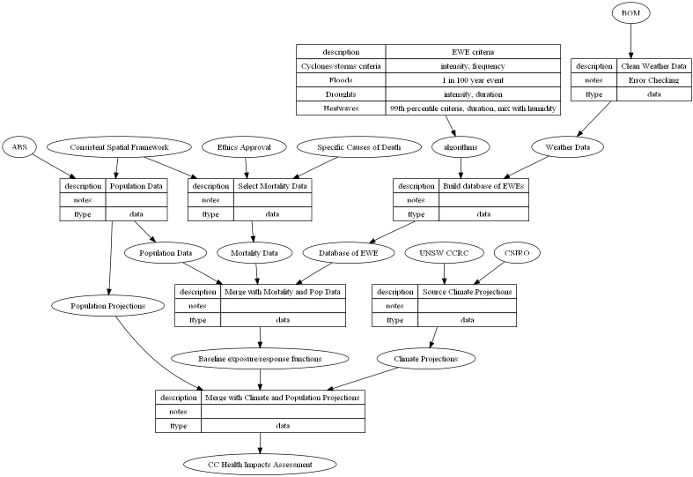 BOM
description EWE criteria
Cyclones/storms criteria intensity, frequency
Floods 1 in 100 year event
Droughts intensity, duration
Heatwaves 99th percentile criteria, duration, mix with humidity
description Clean Weather Data
notes Error Checking
ttype data
ABS
Consistent Spatial Framework
Ethics Approval
Specific Causes of Death
algorithms
Weather Data
description Population Data
notes
ttype data
description Select Mortality Data
notes
ttype data
description Build database of EWEs
notes
ttype data
Population Data
Mortality Data
Database of EWE
UNSW CCRC
CSIRO
Population Projections
description Merge with Mortality and Pop Data
notes
ttype data
description Source Climate Projections
notes
ttype data
Baseline exposure/response functions
Climate Projections
description Merge with Climate and Population Projections
notes
ttype data
CC Health Impacts Assessment